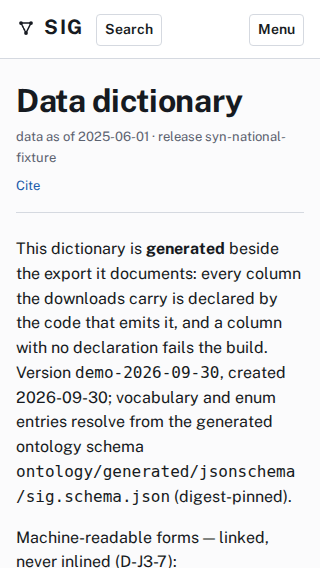 SIG
Search
Menu
Data dictionary
data as of 2025-06-01 · release syn-national-
fixture
Cite
This dictionary is generated beside
the export it documents: every column
the downloads carry is declared by
the code that emits it, and a column
with no declaration fails the build.
Version demo-2026-09-30, created
2026-09-30; vocabulary and enum
entries resolve from the generated
ontology schema
ontology/generated/jsonschema
/sig.schema.json (digest-pinned).
Machine-readable forms — linked,
never inlined (D-J3-7):